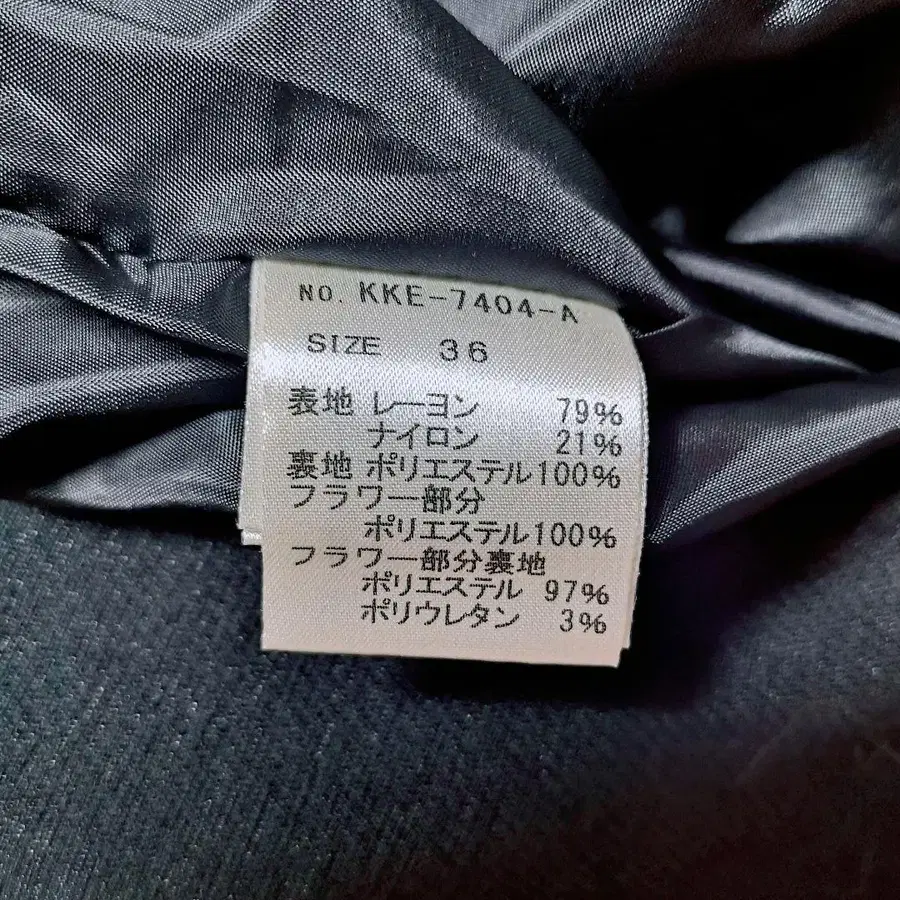 NO. KKE-7404-A
SIZE 36
表地 レーヨン 79%
ナイロン 21%
裏地 ポリエステル100%
フラワー部分
ポリエステル100%
フラワー部分裏地
ポリエステル 97%
ポリウレタン 3%